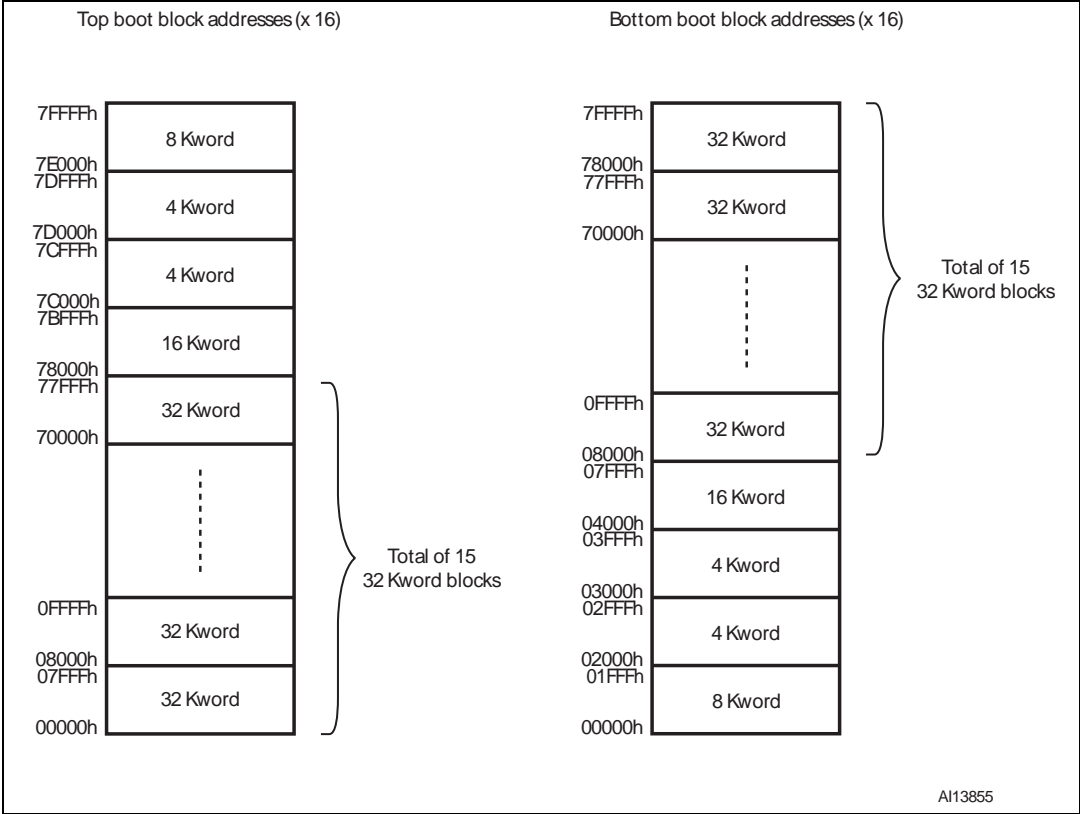 Top boot block addresses (x 16)
7FFFFh
8 Kword
7E000h
7DFFFh
4 Kword
7D000h
7CFFFh
4 Kword
7C000h
7BFFFh
16 Kword
78000h
77FFFh
32 Kword
70000h
Total of 15
32 Kword blocks
0FFFFh
32 Kword
08000h
07FFFh
32 Kword
00000h
Bottom boot block addresses (x 16)
7FFFFh
32 Kword
78000h
77FFFh
32 Kword
70000h
Total of 15
32 Kword blocks
0FFFFh
32 Kword
08000h
07FFFh
16 Kword
04000h
03FFFh
4 Kword
03000h
02FFFh
4 Kword
02000h
01FFFh
8 Kword
00000h
AI13855